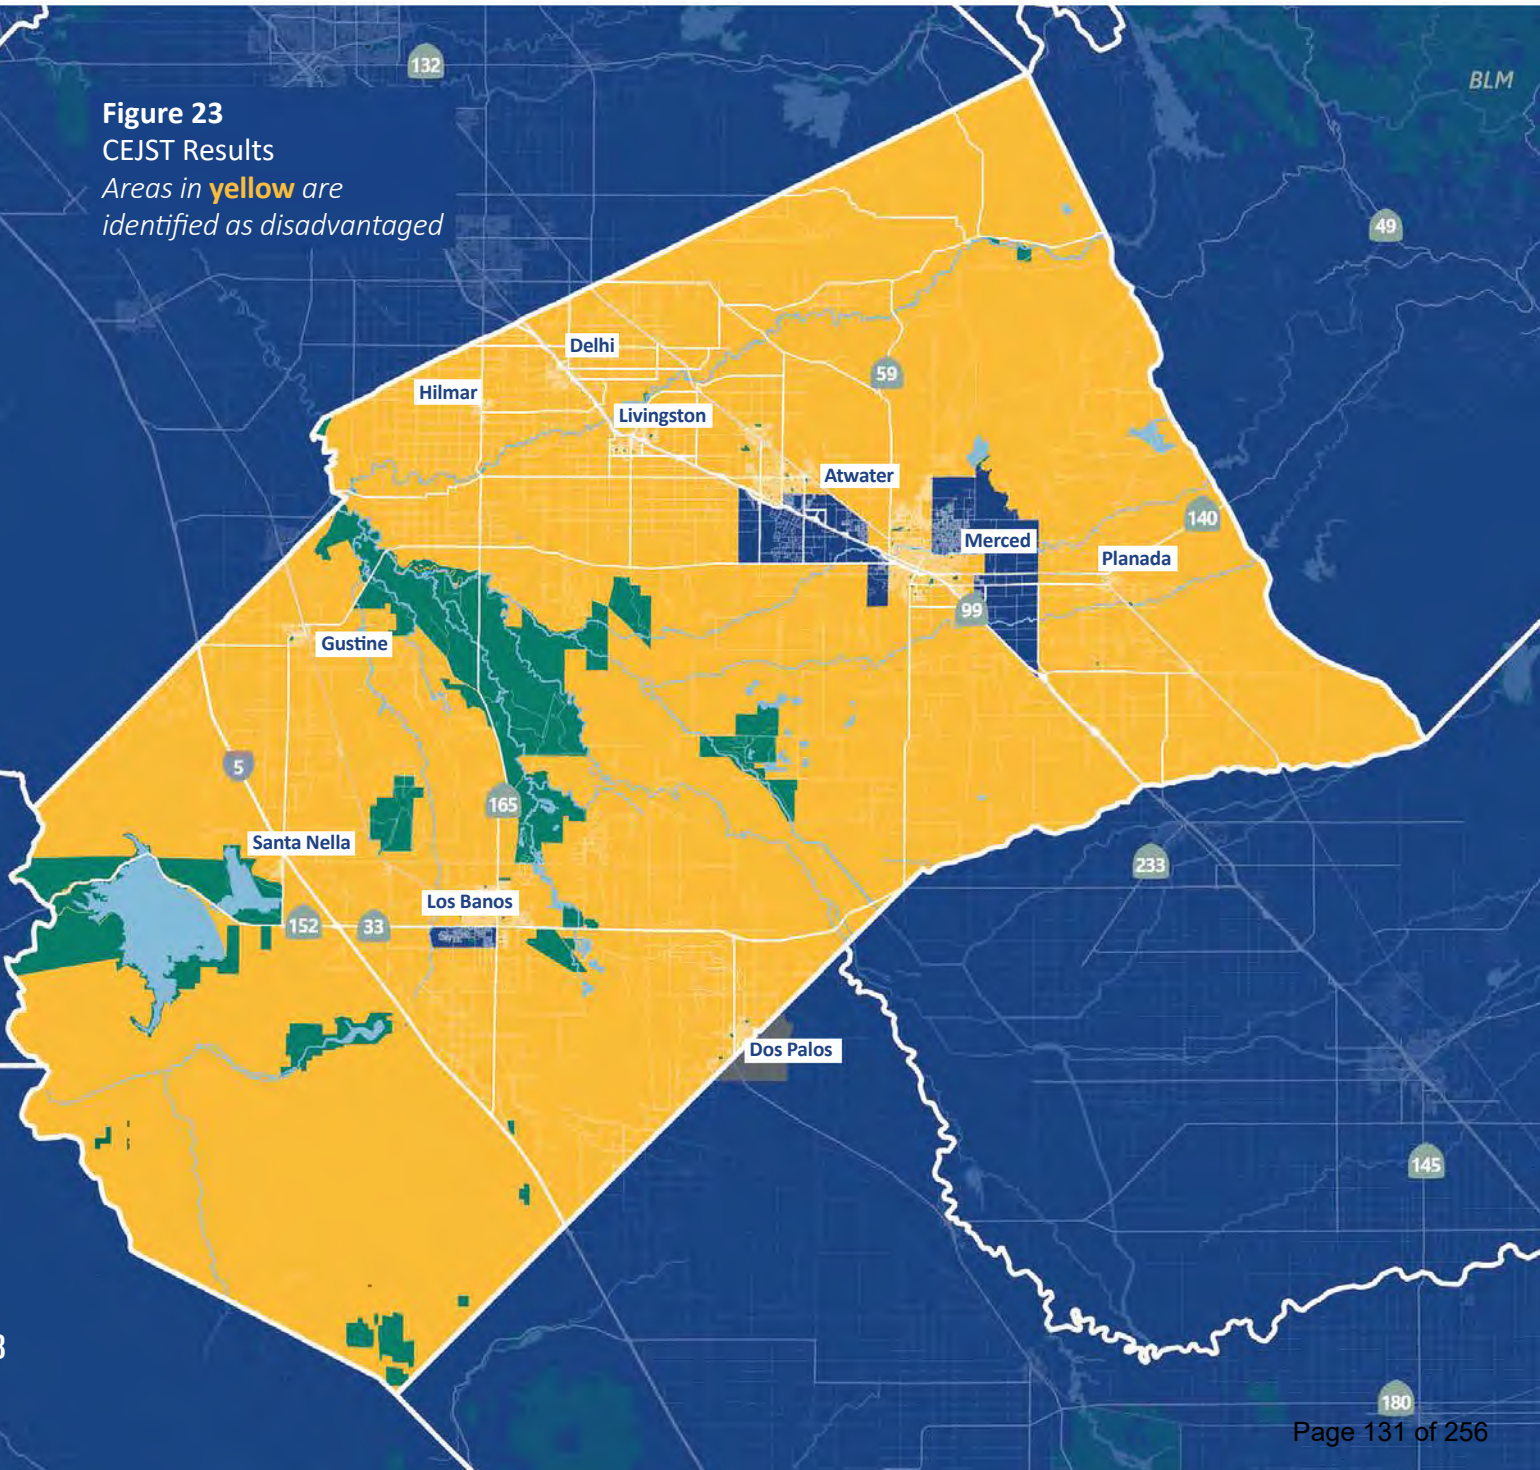 132
BLM
Figure 23
CEJST Results
Areas in yellow are
identified as disadvantaged
49
Delhi
59
Hilmar
Livingston
Atwater
140
Merced
Planada
99
Gustine
5
165
Santa Nella
233
Los Banos
152
33
Dos Palos
145
180
Page 131 of 256